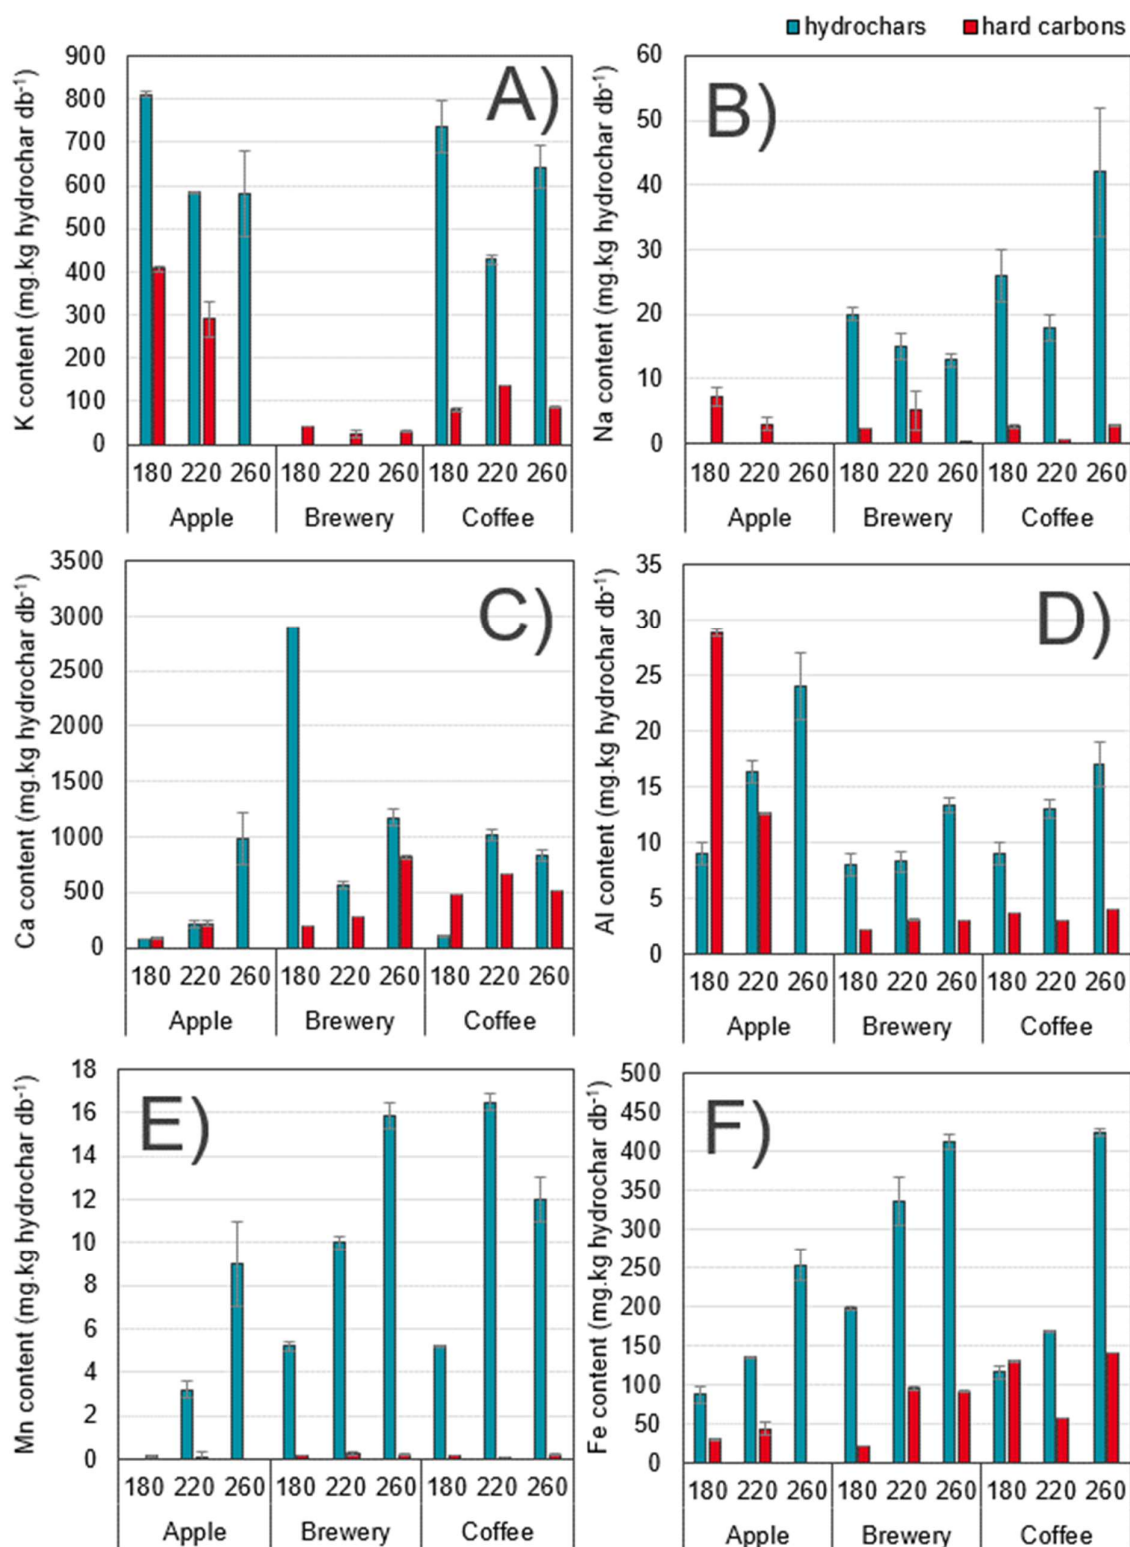 hydrochars hard carbons
A)
K content (mg.kg hydrochar db-1)
900
800
700
600
500
400
300
200
100
0
180 220 260 180 220 260 180 220 260
Apple Brewery Coffee
B)
Na content (mg.kg hydrochar db-1)
60
50
40
30
20
10
0
180 220 260 180 220 260 180 220 260
Apple Brewery Coffee
C)
Ca content (mg.kg hydrochar db-1)
3500
3000
2500
2000
1500
1000
500
0
180 220 260 180 220 260 180 220 260
Apple Brewery Coffee
D)
Al content (mg.kg hydrochar db-1)
35
30
25
20
15
10
5
0
180 220 260 180 220 260 180 220 260
Apple Brewery Coffee
E)
Mn content (mg.kg hydrochar db-1)
18
16
14
12
10
8
6
4
2
0
180 220 260 180 220 260 180 220 260
Apple Brewery Coffee
F)
Fe content (mg.kg hydrochar db-1)
500
450
400
350
300
250
200
150
100
50
0
180 220 260 180 220 260 180 220 260
Apple Brewery Coffee